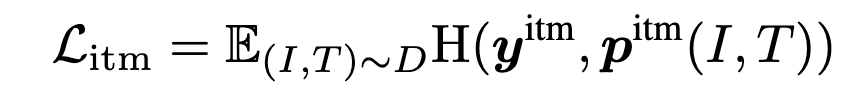 ℒ_itm = 𝔼_(I,T)∼D H(𝒚^itm, 𝒑^itm(I, T))